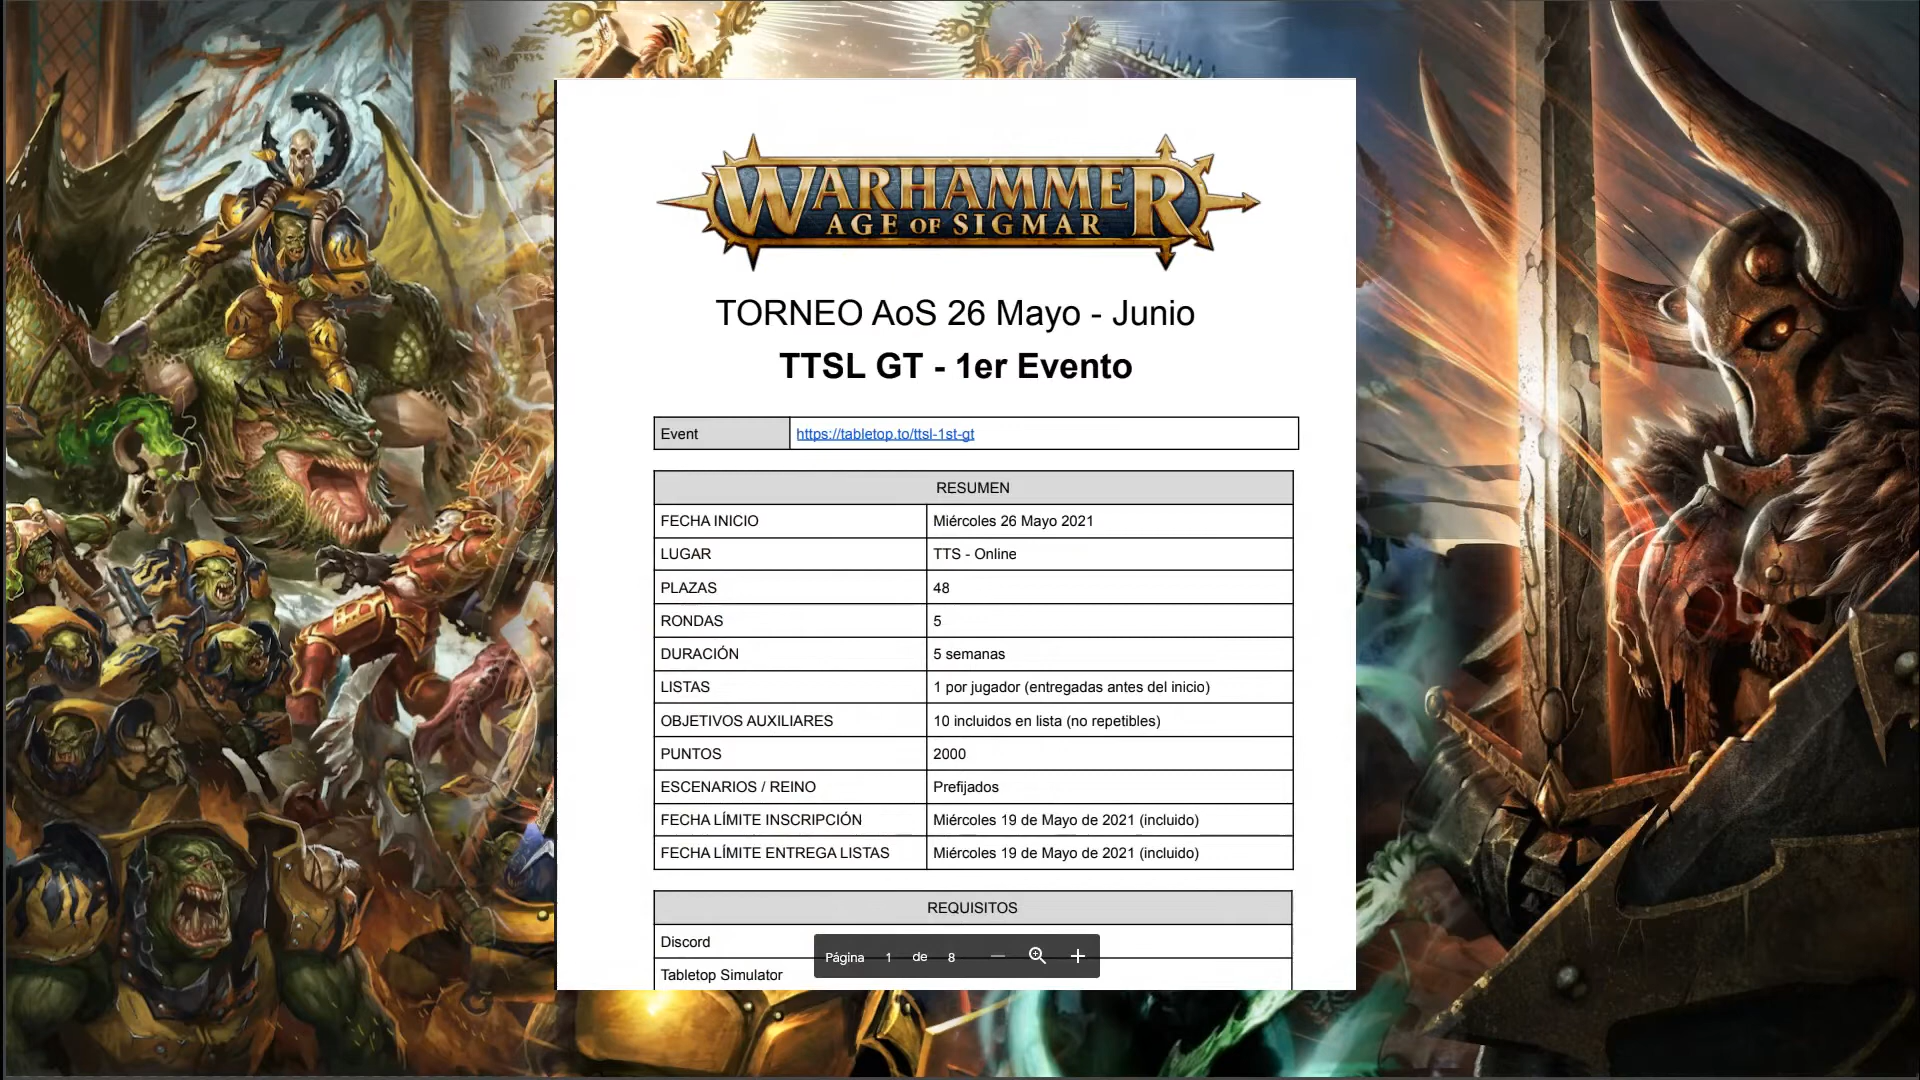 WARHAMMER
AGE OF SIGMAR
TORNEO AoS 26 Mayo - Junio
TTSL GT - 1er Evento
Event https://tabletop.to/ttsl-1st-gt
RESUMEN
FECHA INICIO Miércoles 26 Mayo 2021
LUGAR TTS - Online
PLAZAS 48
RONDAS 5
DURACIÓN 5 semanas
LISTAS 1 por jugador (entregadas antes del inicio)
OBJETIVOS AUXILIARES 10 incluidos en lista (no repetibles)
PUNTOS 2000
ESCENARIOS / REINO Prefijados
FECHA LÍMITE INSCRIPCIÓN Miércoles 19 de Mayo de 2021 (incluido)
FECHA LÍMITE ENTREGA LISTAS Miércoles 19 de Mayo de 2021 (incluido)
REQUISITOS
Discord
Página 1 de 8
Tabletop Simulator